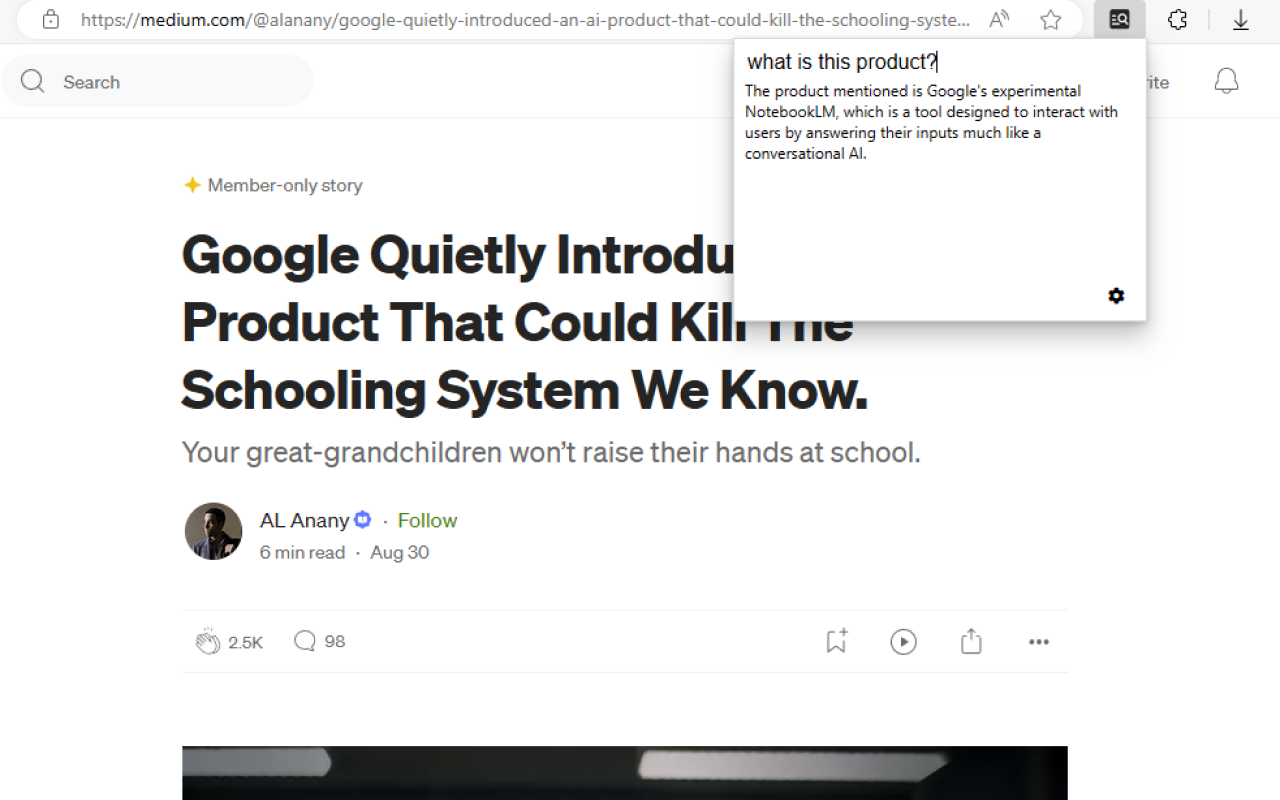 https://medium.com/@alanany/google-quietly-introduced-an-ai-product-that-could-kill-the-schooling-syste...
what is this product?
The product mentioned is Google's experimental
NotebookLM, which is a tool designed to interact with
users by answering their inputs much like a
conversational AI.
Search
Member-only story
Google Quietly Introdu
Product That Could Kill The
Schooling System We Know.
Your great-grandchildren won't raise their hands at school.
AL Anany · Follow
6 min read · Aug 30
2.5K 98